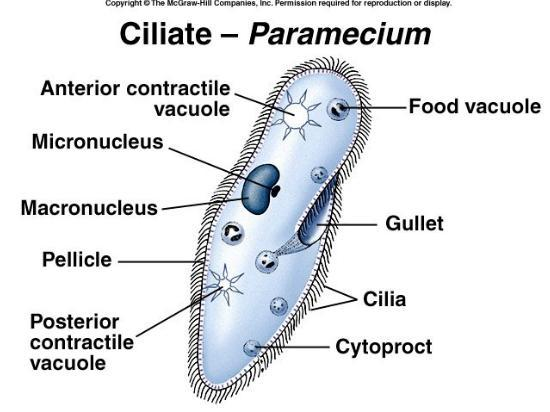 Copyright © The McGraw-Hill Companies, Inc. Permission required for reproduction or display.
Ciliate – Paramecium
Anterior contractile
vacuole
Food vacuole
Micronucleus
Macronucleus
Gullet
Pellicle
Cilia
Posterior
contractile
vacuole
Cytoproct